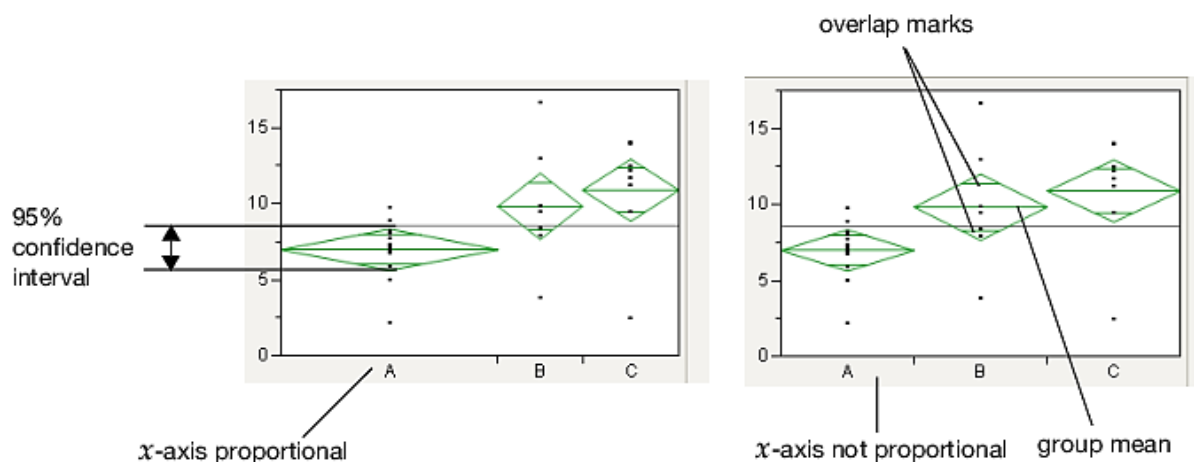 overlap marks
15
10
5
0
A B C
95%
confidence
interval
x-axis proportional
15
10
5
0
A B C
x-axis not proportional
group mean